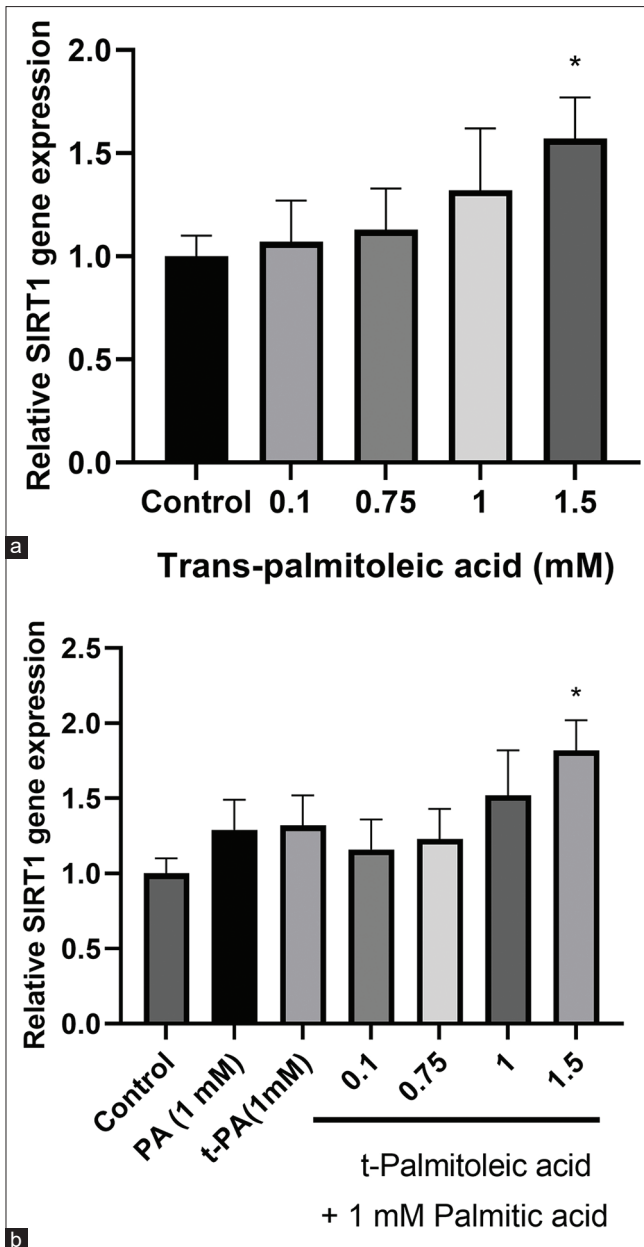 Relative SIRT1 gene expression
2.0
1.5
1.0
0.5
0.0
*
Control 0.1 0.75 1 1.5
Trans-palmitoleic acid (mM)
a
Relative SIRT1 gene expression
2.5
2.0
1.5
1.0
0.5
0.0
*
Control
PA (1 mM)
t-PA(1mM)
0.1
0.75
1
1.5
t-Palmitoleic acid
+ 1 mM Palmitic acid
b